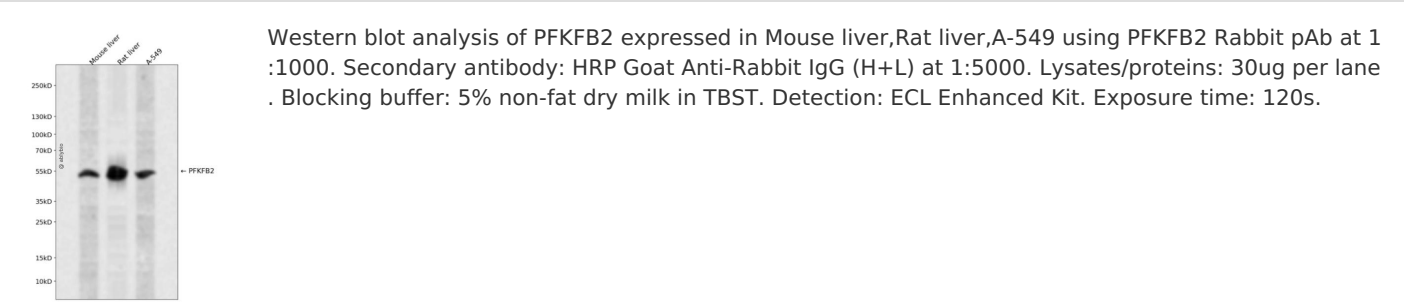 Western blot analysis of PFKFB2 expressed in Mouse liver,Rat liver,A-549 using PFKFB2 Rabbit pAb at 1
:1000. Secondary antibody: HRP Goat Anti-Rabbit IgG (H+L) at 1:5000. Lysates/proteins: 30ug per lane
. Blocking buffer: 5% non-fat dry milk in TBST. Detection: ECL Enhanced Kit. Exposure time: 120s.
Mouse liver
Rat liver
A-549
250kD
130kD
100kD
70kD
55kD
35kD
25kD
15kD
10kD
← PFKFB2